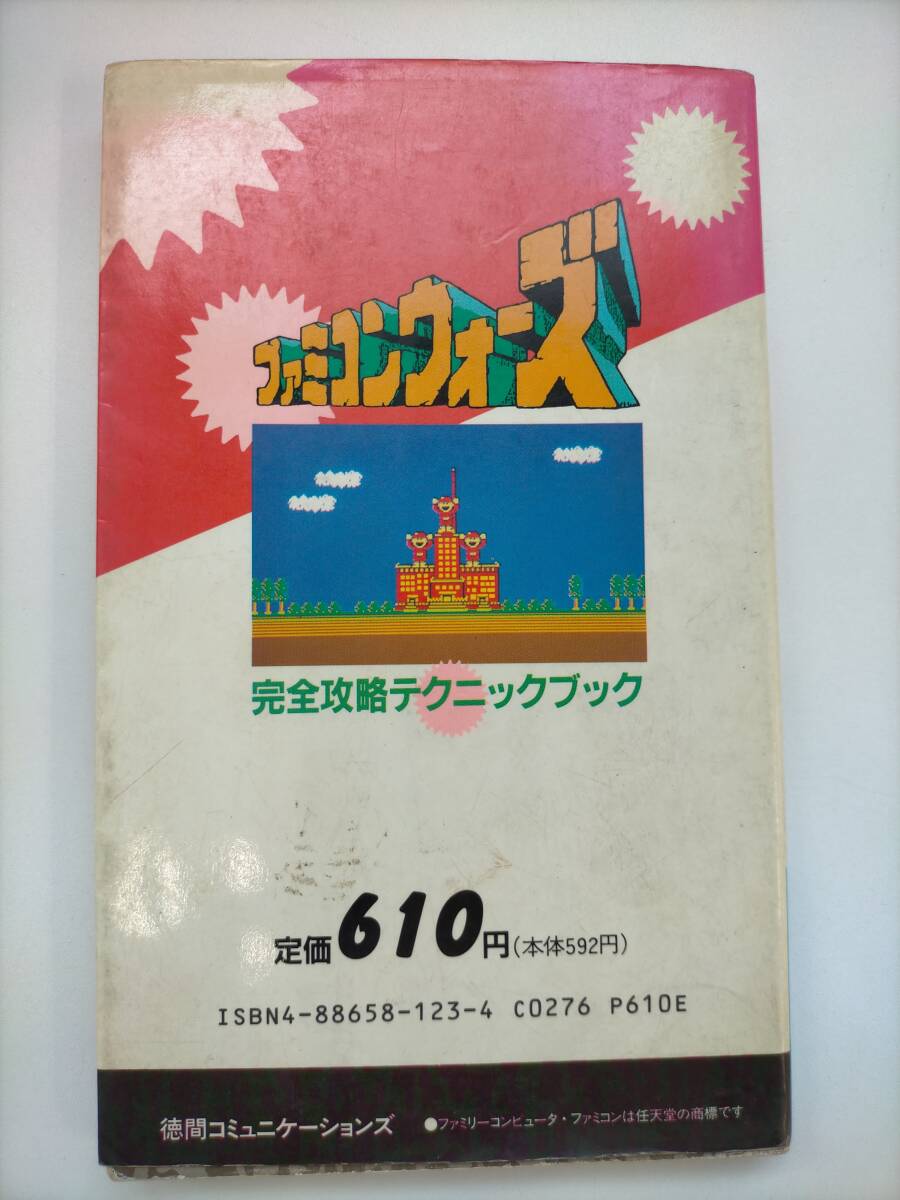 ファミコンウォーズ
完全攻略テクニックブック
定価610円(本体592円)
ISBN4-88658-123-4 C0276 P610E
徳間コミュニケーションズ ●ファミリーコンピュータ・ファミコンは任天堂の商標です